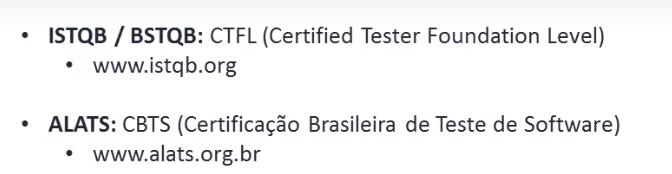 • ISTQB / BSTQB: CTFL (Certified Tester Foundation Level)
• www.istqb.org
• ALATS: CBTS (Certificação Brasileira de Teste de Software)
• www.alats.org.br